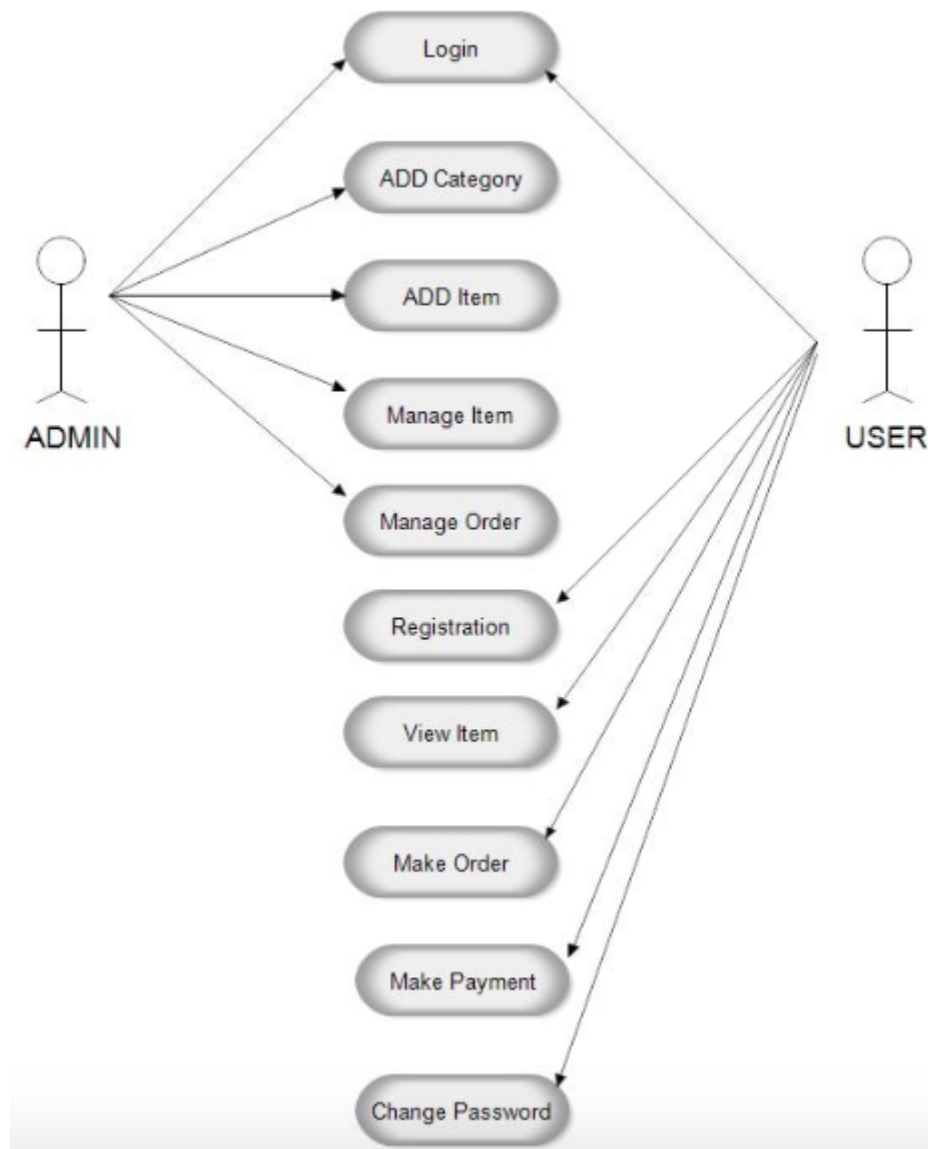 Login
ADD Category
ADD Item
Manage Item
ADMIN
USER
Manage Order
Registration
View Item
Make Order
Make Payment
Change Password